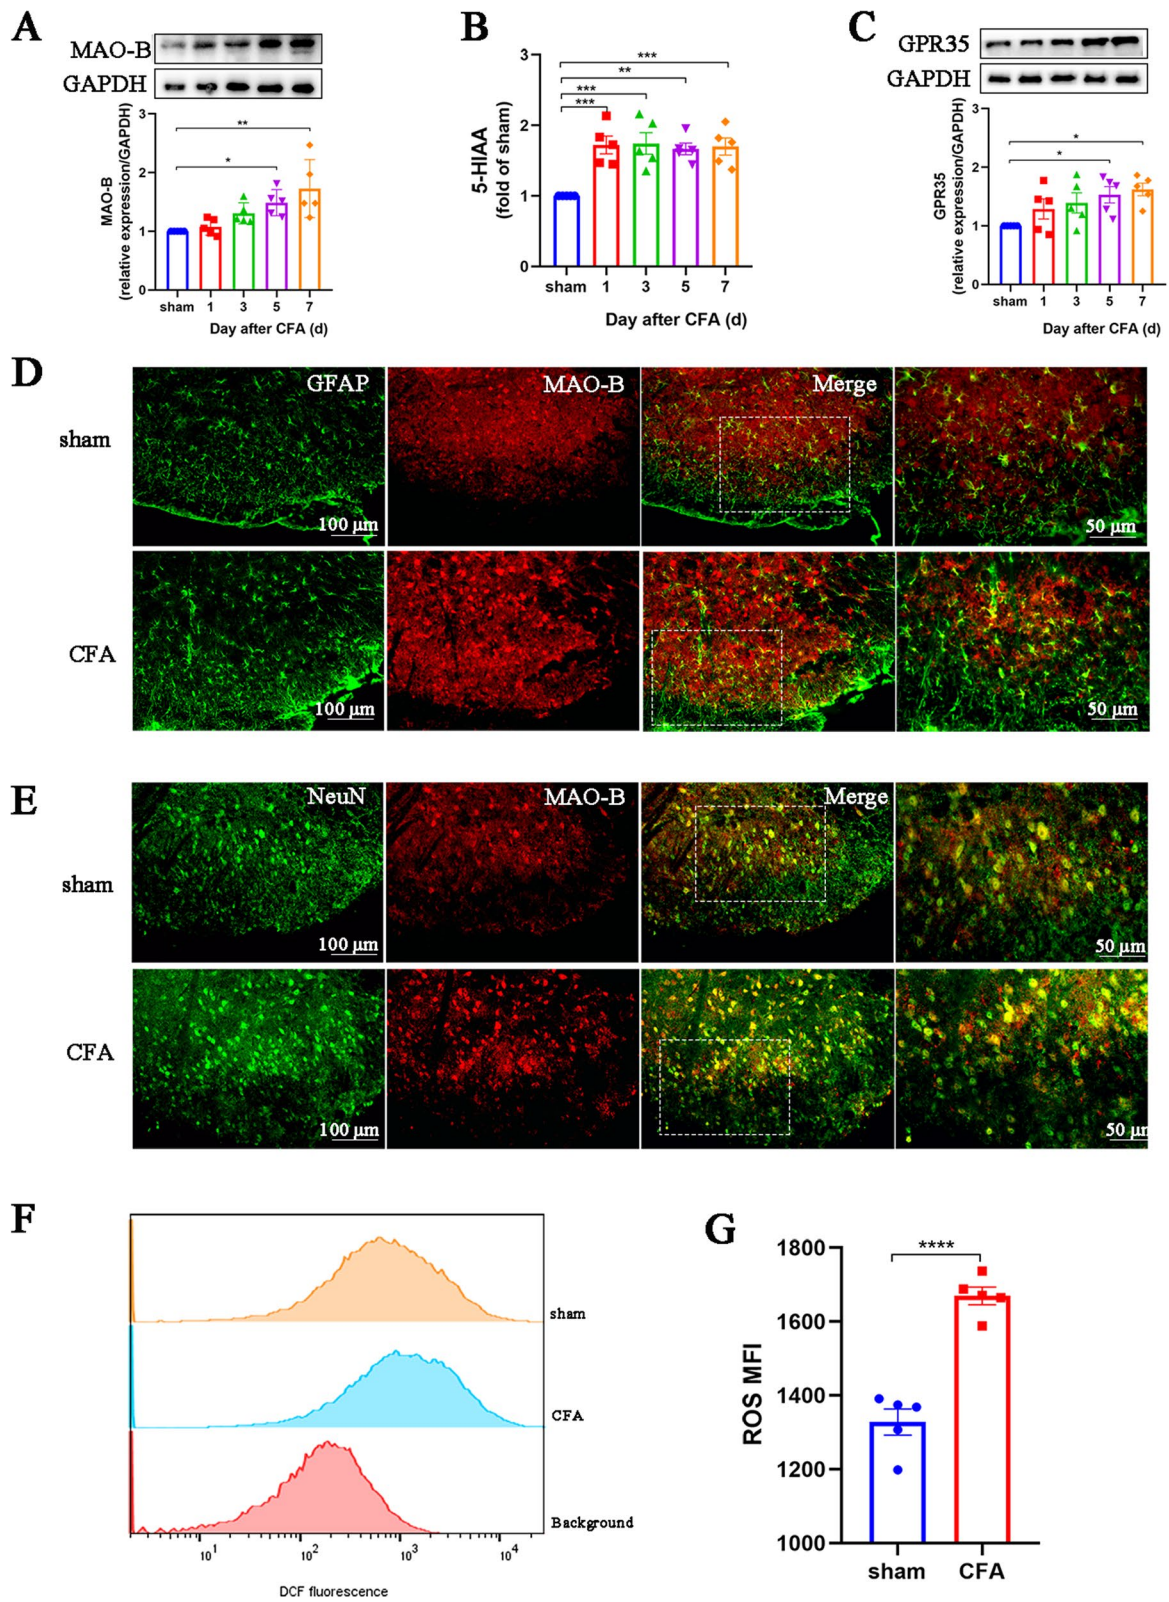 A
MAO-B
GAPDH
MAO-B
(relative expression/GAPDH)
3
2
1
0
**
*
sham 1 3 5 7
Day after CFA (d)
B
5-HIAA
(fold of sham)
3
2
1
0
***
**
***
***
sham 1 3 5 7
Day after CFA (d)
C
GPR35
GAPDH
GPR35
(relative expression/GAPDH)
3
2
1
0
*
*
sham 1 3 5 7
Day after CFA (d)
D
GFAP MAO-B Merge
sham
100 µm 50 µm
CFA
100 µm 50 µm
E
NeuN MAO-B Merge
sham
100 µm 50 µm
CFA
100 µm 50 µm
F
sham
CFA
Background
10¹ 10² 10³ 10⁴
DCF fluorescence
G
ROS MFI
1800
1600
1400
1200
1000
****
sham CFA